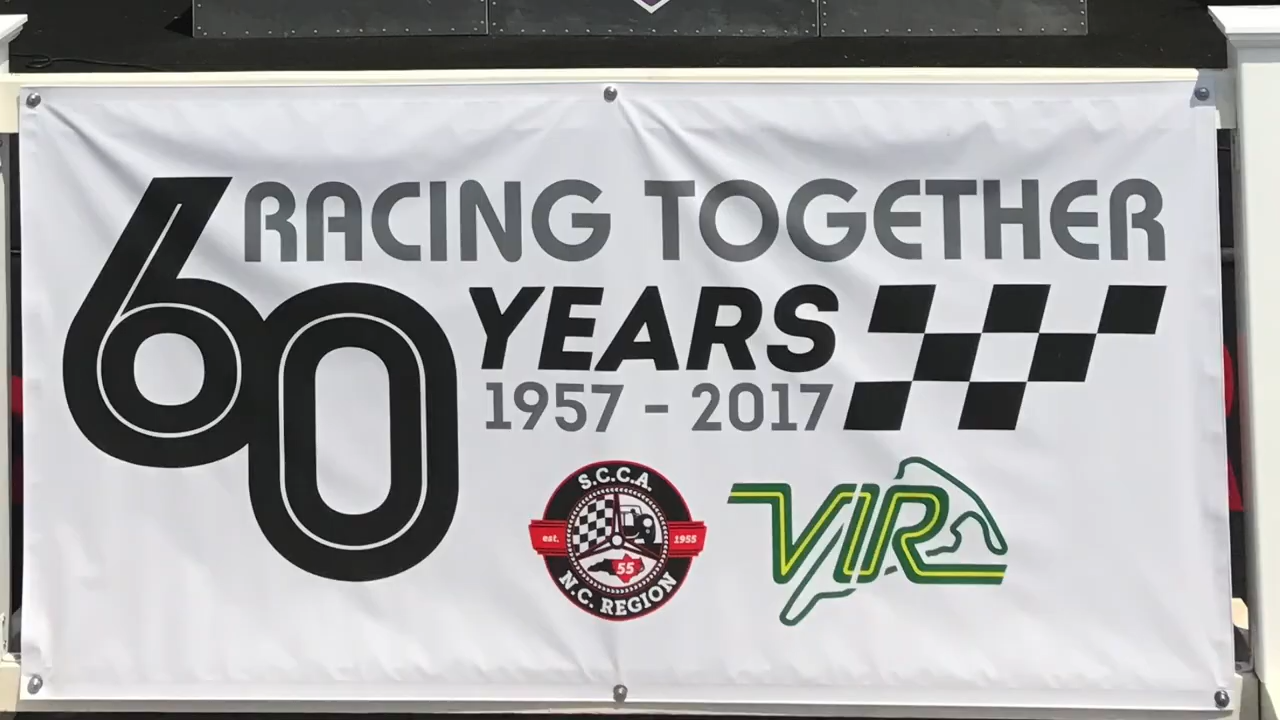 60
RACING TOGETHER
YEARS
1957 - 2017
S.C.C.A.
est. 1955
55
N.C. REGION
VIR